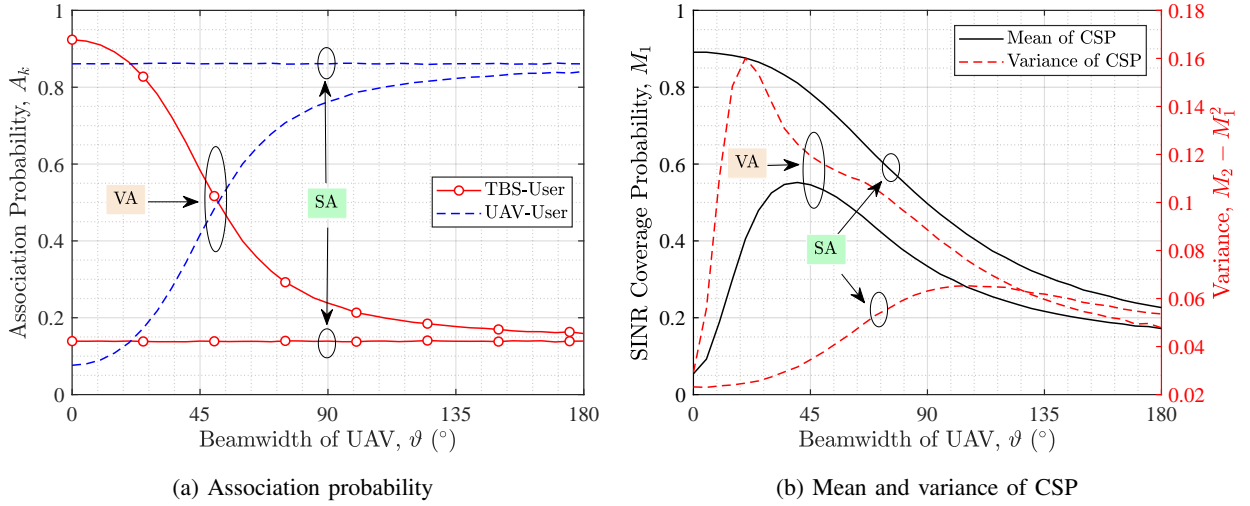 1
0.8
0.6
0.4
0.2
0
Association Probability, A_k
VA
SA
TBS-User
UAV-User
0 45 90 135 180
Beamwidth of UAV, ϑ (°)
(a) Association probability
1
0.8
0.6
0.4
0.2
0
SINR Coverage Probability, M_1
Mean of CSP
Variance of CSP
VA
SA
0.18
0.16
0.14
0.12
0.1
0.08
0.06
0.04
0.02
Variance, M_2 − M_1^2
0 45 90 135 180
Beamwidth of UAV, ϑ (°)
(b) Mean and variance of CSP